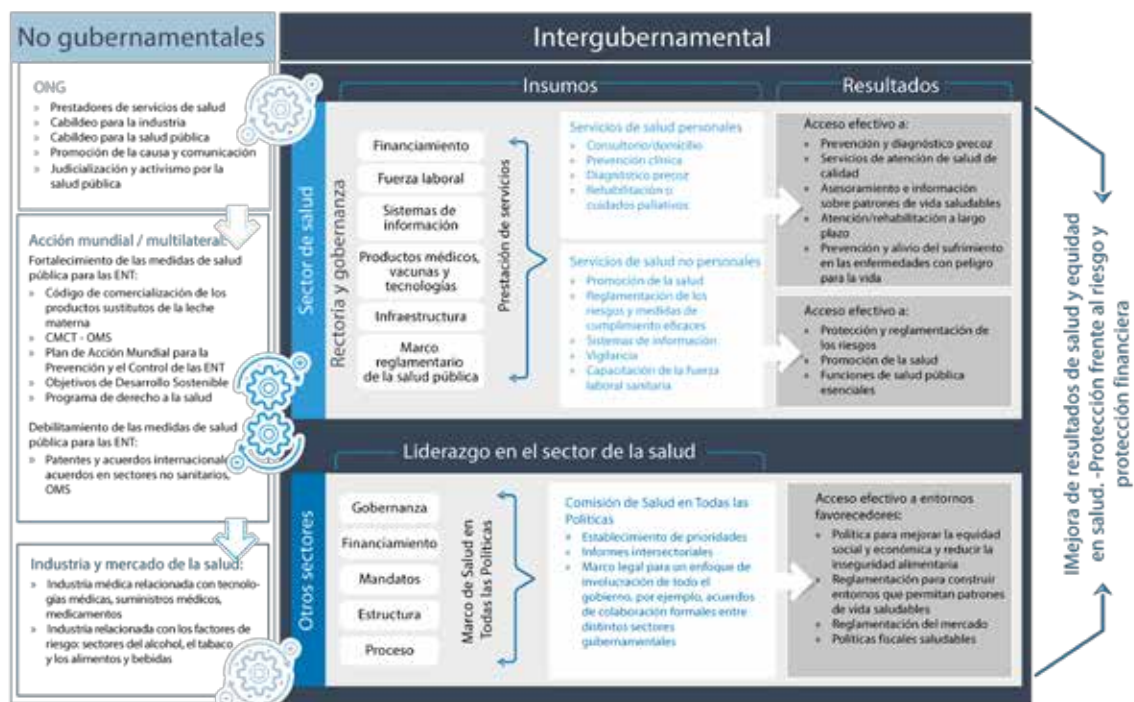 No gubernamentales
ONG
» Prestadores de servicios de salud
» Cabildeo para la industria
» Cabildeo para la salud pública
» Promoción de la causa y comunicación
» Judicialización y activismo por la
salud pública
Acción mundial / multilateral:
Fortalecimiento de las medidas de salud
pública para las ENT:
» Código de comercialización de los
productos sustitutos de la leche
materna
» CMCT - OMS
» Plan de Acción Mundial para la
Prevención y el Control de las ENT
» Objetivos de Desarrollo Sostenible
» Programa de derecho a la salud
Debilitamiento de las medidas de salud
pública para las ENT:
» Patentes y acuerdos internacionale
acuerdos en sectores no sanitarios,
OMS
Industria y mercado de la salud:
» Industria médica relacionada con tecnolo-
gías médicas, suministros médicos,
medicamentos
» Industria relacionada con los factores de
riesgo: sectores del alcohol, el tabaco
y los alimentos y bebidas
Intergubernamental
Insumos
Resultados
Sector de salud
Rectoría y gobernanza
Financiamiento
Fuerza laboral
Sistemas de
información
Productos médicos,
vacunas y
tecnologías
Infraestructura
Marco
reglamentario
de la salud pública
Prestación de servicios
Servicios de salud personales
» Consultorio/domicilio
» Prevención clínica
» Diagnóstico precoz
» Rehabilitación o
cuidados paliativos
Servicios de salud no personales
» Promoción de la salud
» Reglamentación de los
riesgos y medidas de
cumplimiento eficaces
» Sistemas de información
» Vigilancia
» Capacitación de la fuerza
laboral sanitaria
Acceso efectivo a:
» Prevención y diagnóstico precoz
» Servicios de atención de salud de
calidad
» Asesoramiento e información
sobre patrones de vida saludables
» Atención/rehabilitación a largo
plazo
» Prevención y alivio del sufrimiento
en las enfermedades con peligro
para la vida
Acceso efectivo a:
» Protección y reglamentación de
los riesgos
» Promoción de la salud
» Funciones de salud pública
esenciales
Liderazgo en el sector de la salud
Otros sectores
Gobernanza
Financiamiento
Mandatos
Estructura
Proceso
Marco de Salud en
Todas las Políticas
Comisión de Salud en Todas las
Políticas
» Establecimiento de prioridades
» Informes intersectoriales
» Marco legal para un enfoque de
involucración de todo el
gobierno, por ejemplo, acuerdos
de colaboración formales entre
distintos sectores
gubernamentales
Acceso efectivo a entornos
favorecedores:
» Política para mejorar la equidad
social y económica y reducir la
inseguridad alimentaria
» Reglamentación para construir
entornos que permitan patrones
de vida saludables
» Reglamentación del mercado
» Políticas fiscales saludables
IMejora de resultados de salud y equidad
en salud. -Protección frente al riesgo y
protección financiera